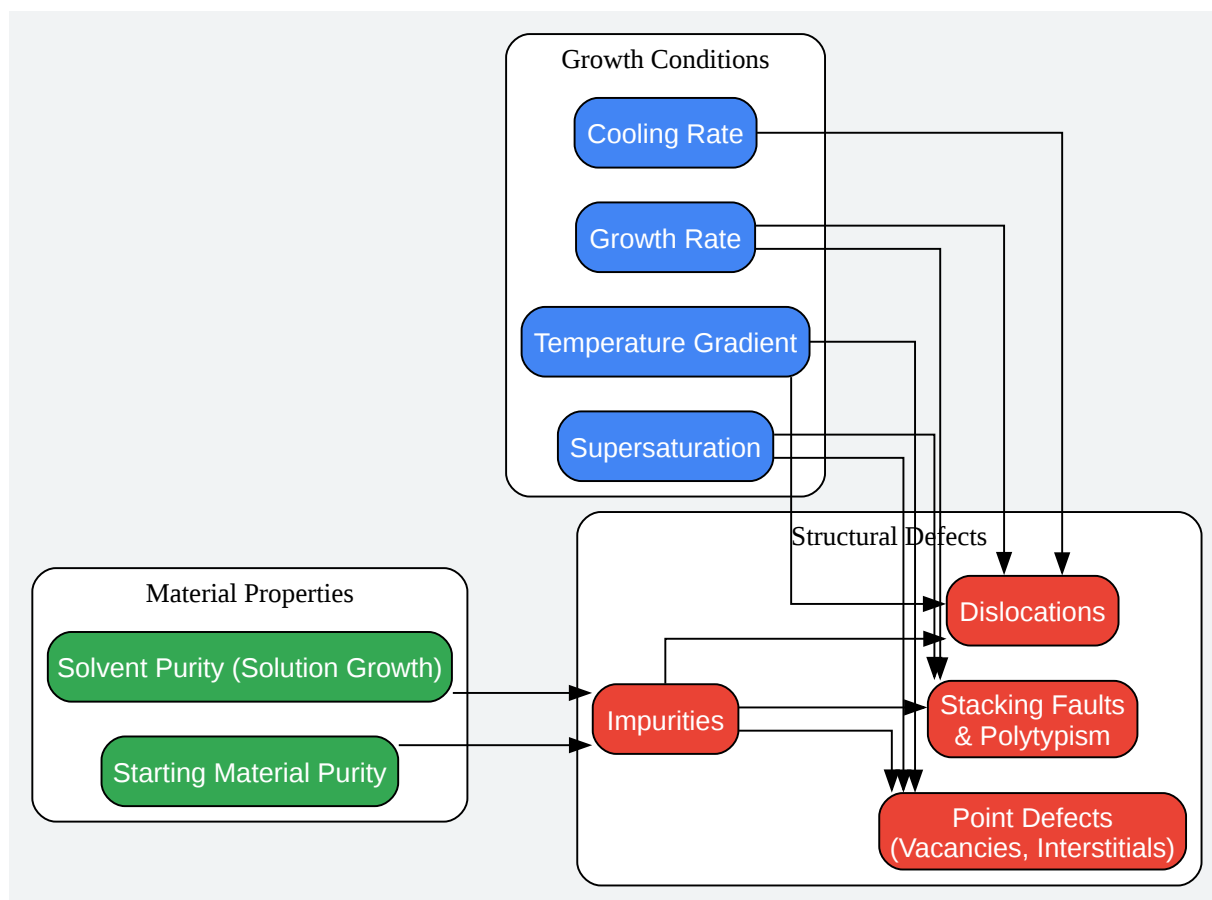 Growth Conditions
Cooling Rate
Growth Rate
Temperature Gradient
Supersaturation
Structural Defects
Material Properties
Dislocations
Solvent Purity (Solution Growth)
Impurities
Stacking Faults
& Polytypism
Starting Material Purity
Point Defects
(Vacancies, Interstitials)